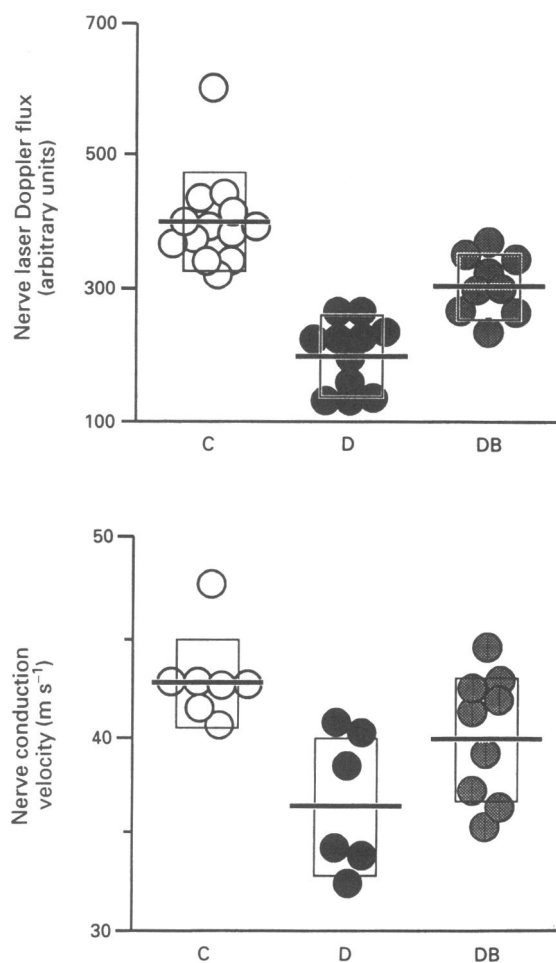 Nerve laser Doppler flux
(arbitrary units)
700
500
300
100
C D DB
Nerve conduction
velocity (m s⁻¹)
50
40
30
C D DB